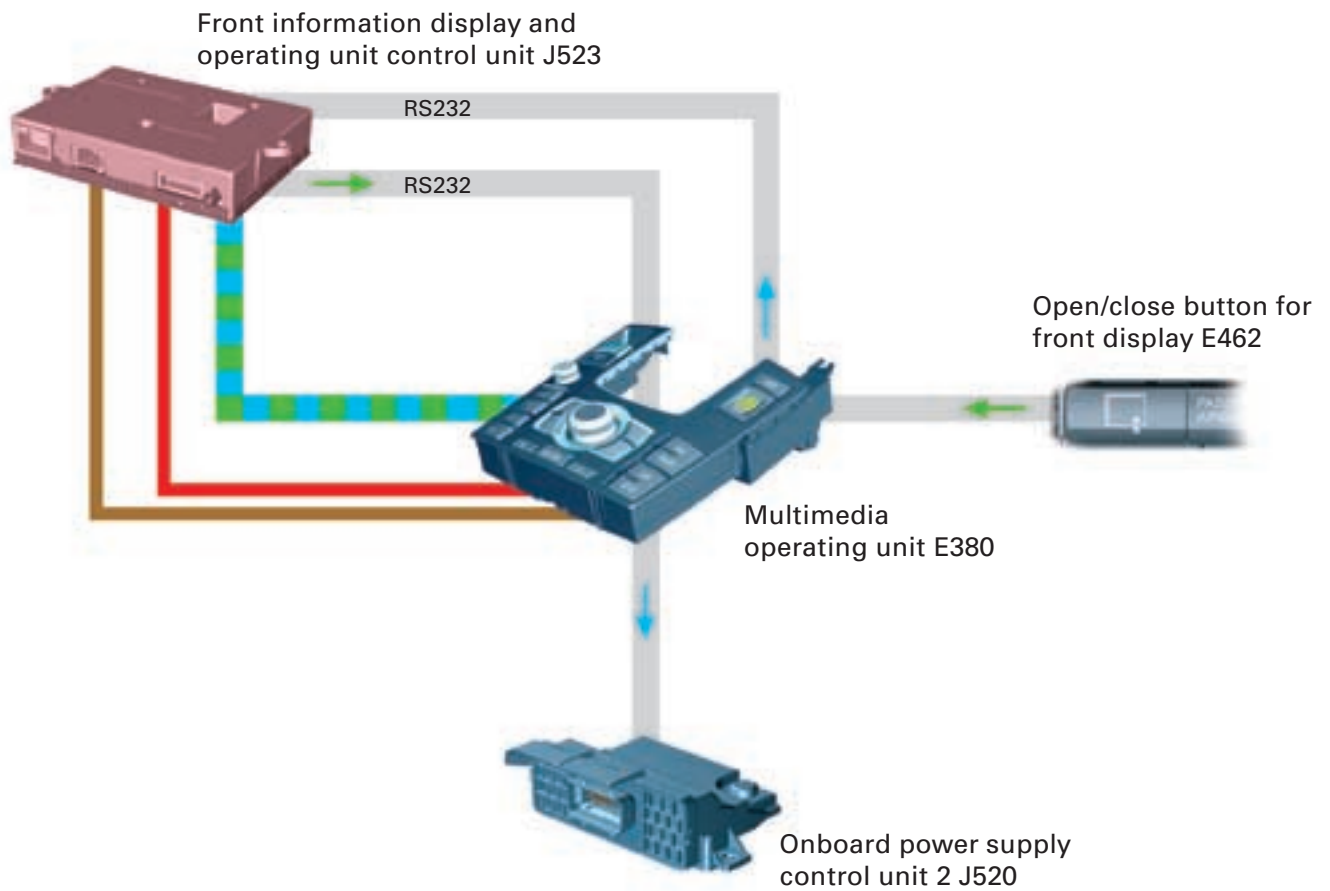 Front information display and
operating unit control unit J523
RS232
RS232
Open/close button for
front display E462
Multimedia
operating unit E380
Onboard power supply
control unit 2 J520